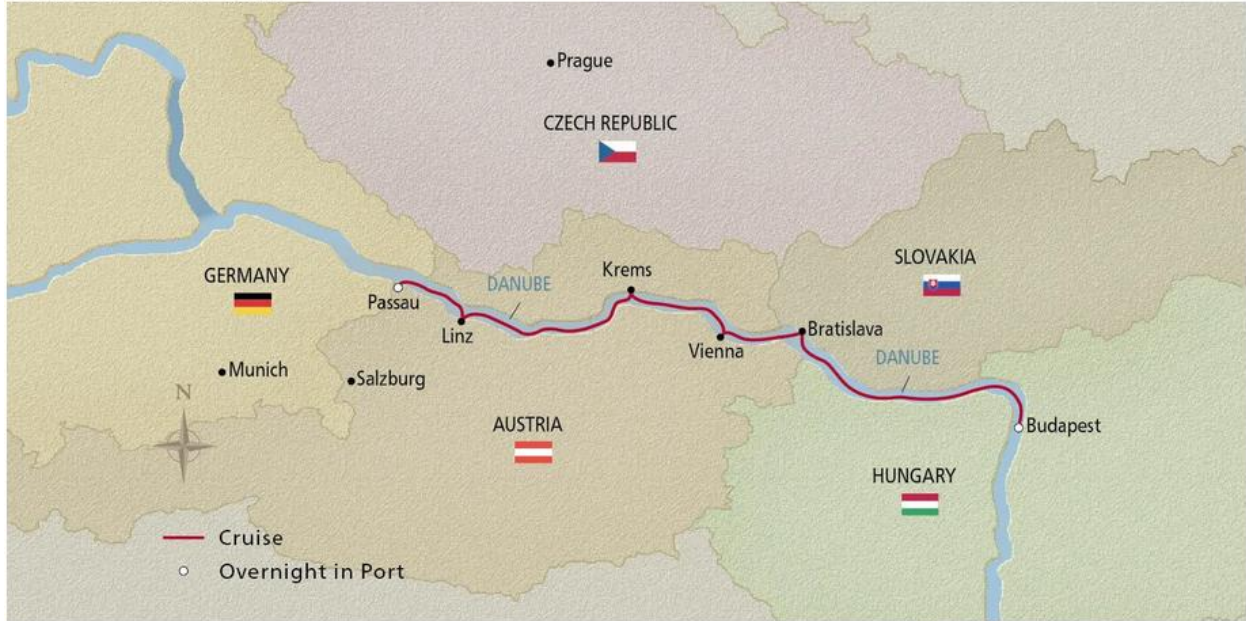 Prague
CZECH REPUBLIC
SLOVAKIA
GERMANY
Krems
DANUBE
Passau
Linz
Bratislava
Vienna
DANUBE
Munich
Salzburg
N
AUSTRIA
Budapest
HUNGARY
Cruise
Overnight in Port